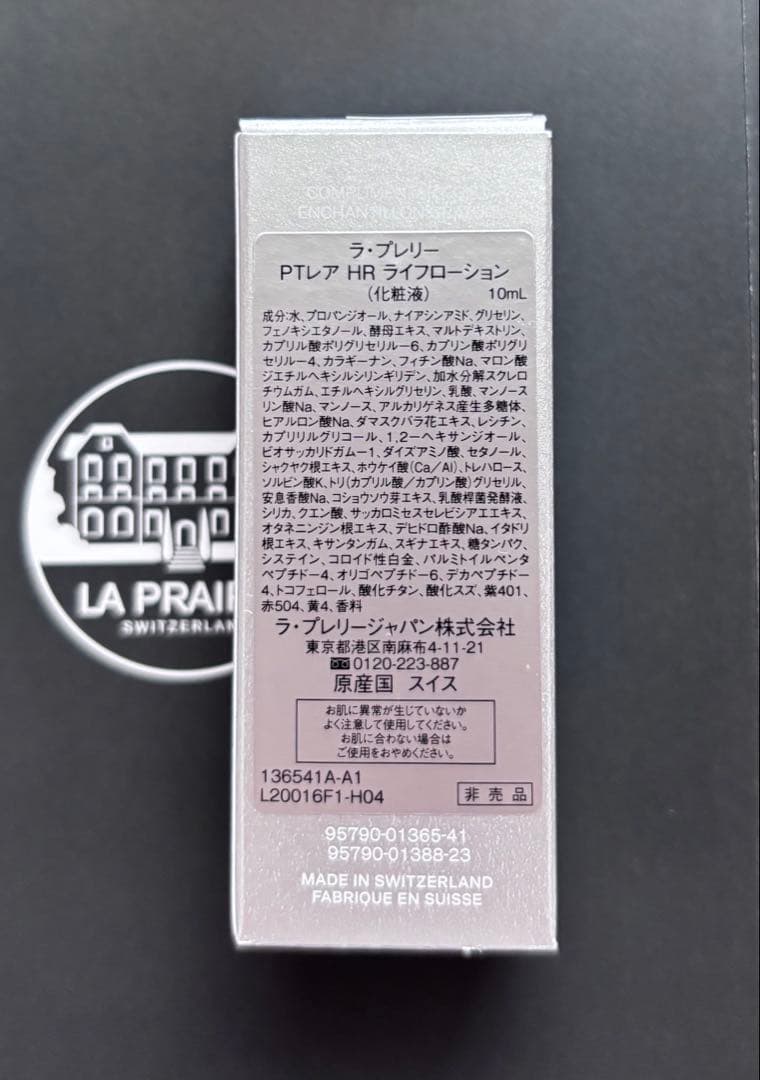 COMPLIMENTARY
ENCHANTILLON GRATUIT
ラ・プレリー
PTレア HR ライフローション
(化粧液) 10mL
成分:水、プロパンジオール、ナイアシンアミド、グリセリン、
フェノキシエタノール、酵母エキス、マルトデキストリン、
カプリル酸ポリグリセリル-6、カプリン酸ポリグリ
セリル-4、カラギーナン、フィチン酸Na、マロン酸
ジエチルヘキシルシリンギリデン、加水分解スクレロ
チウムガム、エチルヘキシルグリセリン、乳酸、マンノース
リン酸Na、マンノース、アルカリゲネス産生多糖体、
ヒアルロン酸Na、ダマスクバラ花エキス、レシチン、
カプリリルグリコール、1,2-ヘキサンジオール、
ビオサッカリドガム-1、ダイズアミノ酸、セタノール、
シャクヤク根エキス、ホウケイ酸(Ca/Al)、トレハロース、
ソルビン酸K、トリ(カプリル酸/カプリン酸)グリセリル、
安息香酸Na、コショウソウ芽エキス、乳酸桿菌発酵液、
シリカ、クエン酸、サッカロミセスセレビシアエエキス、
オタネニンジン根エキス、デヒドロ酢酸Na、イタドリ
根エキス、キサンタンガム、スギナエキス、糖タンパク、
システイン、コロイド性白金、パルミトイルペンタ
ペプチド-4、オリゴペプチド-6、デカペプチド-
4、トコフェロール、酸化チタン、酸化スズ、紫401、
赤504、黄4、香料
ラ・プレリージャパン株式会社
東京都港区南麻布4-11-21
0120-223-887
原産国 スイス
お肌に異常が生じていないか
よく注意して使用してください。
お肌に合わない場合は
ご使用をおやめください。
136541A-A1
L20016F1-H04 非売品
95790-01365-41
95790-01388-23
MADE IN SWITZERLAND
FABRIQUE EN SUISSE
LA PRAI
SWITZERLAN